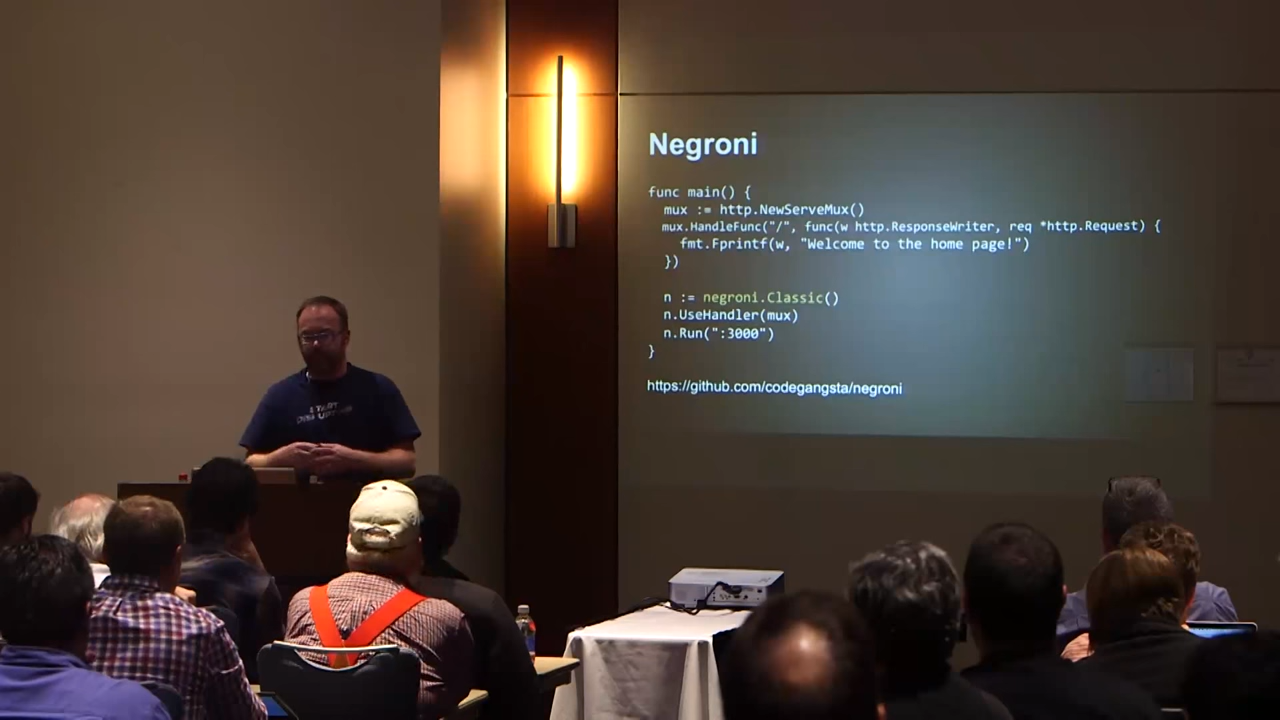 Negroni
func main() {
mux := http.NewServeMux()
mux.HandleFunc("/", func(w http.ResponseWriter, req *http.Request) {
fmt.Fprintf(w, "Welcome to the home page!")
})
n := negroni.Classic()
n.UseHandler(mux)
n.Run(":3000")
}
https://github.com/codegangsta/negroni